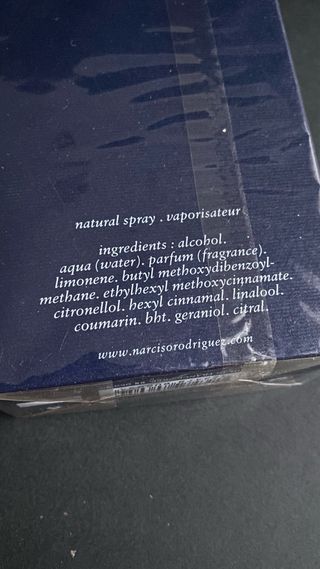 natural spray . vaporisateur
ingredients : alcohol.
aqua (water). parfum (fragrance).
limonene. butyl methoxydibenzoyl-
methane. ethylhexyl methoxycinnamate.
citronellol. hexyl cinnamal. linalool.
coumarin. bht. geraniol. citral.
www.narcisorodriguez.com